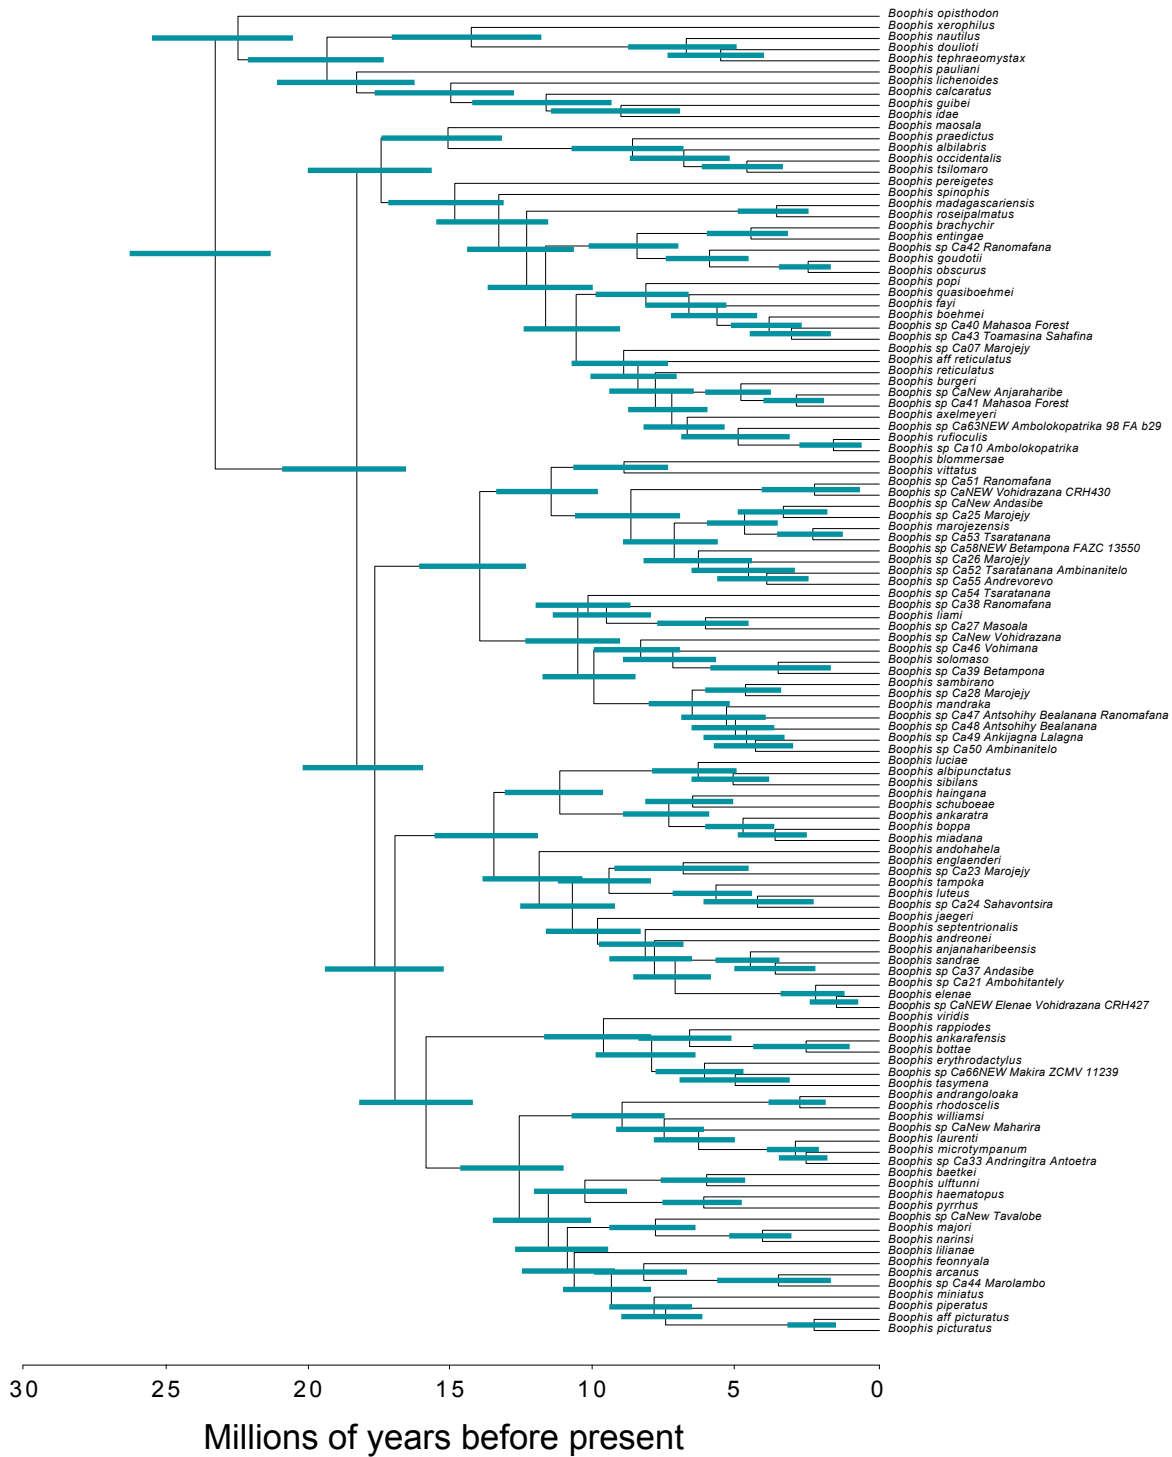 Boophis opisthodon
Boophis xerophilus
Boophis nautilus
Boophis doulioti
Boophis tephraeomystax
Boophis pauliani
Boophis lichenoides
Boophis calcaratus
Boophis guibei
Boophis idae
Boophis maosala
Boophis praedictus
Boophis albilabris
Boophis occidentalis
Boophis tsilomaro
Boophis pereigetes
Boophis spinophis
Boophis madagascariensis
Boophis roseipalmatus
Boophis brachychir
Boophis entingae
Boophis sp Ca42 Ranomafana
Boophis goudotii
Boophis obscurus
Boophis popi
Boophis quasiboehmei
Boophis fayi
Boophis boehmei
Boophis sp Ca40 Mahasoa Forest
Boophis sp Ca43 Toamasina Sahafina
Boophis sp Ca07 Marojejy
Boophis aff reticulatus
Boophis reticulatus
Boophis burgeri
Boophis sp CaNew Anjaraharibe
Boophis sp Ca41 Mahasoa Forest
Boophis axelmeyeri
Boophis sp Ca63NEW Ambolokopatrika 98 FA b29
Boophis rufioculis
Boophis sp Ca10 Ambolokopatrika
Boophis blommersae
Boophis vittatus
Boophis sp Ca51 Ranomafana
Boophis sp CaNEW Vohidrazana CRH430
Boophis sp CaNew Andasibe
Boophis sp Ca25 Marojejy
Boophis marojezensis
Boophis sp Ca53 Tsaratanana
Boophis sp Ca58NEW Betampona FAZC 13550
Boophis sp Ca26 Marojejy
Boophis sp Ca52 Tsaratanana Ambinanitelo
Boophis sp Ca55 Andrevorevo
Boophis sp Ca54 Tsaratanana
Boophis sp Ca38 Ranomafana
Boophis liami
Boophis sp Ca27 Masoala
Boophis sp CaNew Vohidrazana
Boophis sp Ca46 Vohimana
Boophis solomaso
Boophis sp Ca39 Betampona
Boophis sambirano
Boophis sp Ca28 Marojejy
Boophis mandraka
Boophis sp Ca47 Antsohihy Bealanana Ranomafana
Boophis sp Ca48 Antsohihy Bealanana
Boophis sp Ca49 Ankijagna Lalagna
Boophis sp Ca50 Ambinanitelo
Boophis luciae
Boophis albipunctatus
Boophis sibilans
Boophis haingana
Boophis schuboeae
Boophis ankaratra
Boophis boppa
Boophis miadana
Boophis andohahela
Boophis englaenderi
Boophis sp Ca23 Marojejy
Boophis tampoka
Boophis luteus
Boophis sp Ca24 Sahavontsira
Boophis jaegeri
Boophis septentrionalis
Boophis andreonei
Boophis anjanaharibeensis
Boophis sandrae
Boophis sp Ca37 Andasibe
Boophis sp Ca21 Ambohitantely
Boophis elenae
Boophis sp CaNEW Elenae Vohidrazana CRH427
Boophis viridis
Boophis rappiodes
Boophis ankarafensis
Boophis bottae
Boophis erythrodactylus
Boophis sp Ca66NEW Makira ZCMV 11239
Boophis tasymena
Boophis andrangoloaka
Boophis rhodoscelis
Boophis williamsi
Boophis sp CaNew Maharira
Boophis laurenti
Boophis microtympanum
Boophis sp Ca33 Andringitra Antoetra
Boophis baetkei
Boophis ulftunni
Boophis haematopus
Boophis pyrrhus
Boophis sp CaNew Tavalobe
Boophis majori
Boophis narinsi
Boophis lilianae
Boophis feonnyala
Boophis arcanus
Boophis sp Ca44 Marolambo
Boophis miniatus
Boophis piperatus
Boophis aff picturatus
Boophis picturatus
30 25 20 15 10 5 0
Millions of years before present